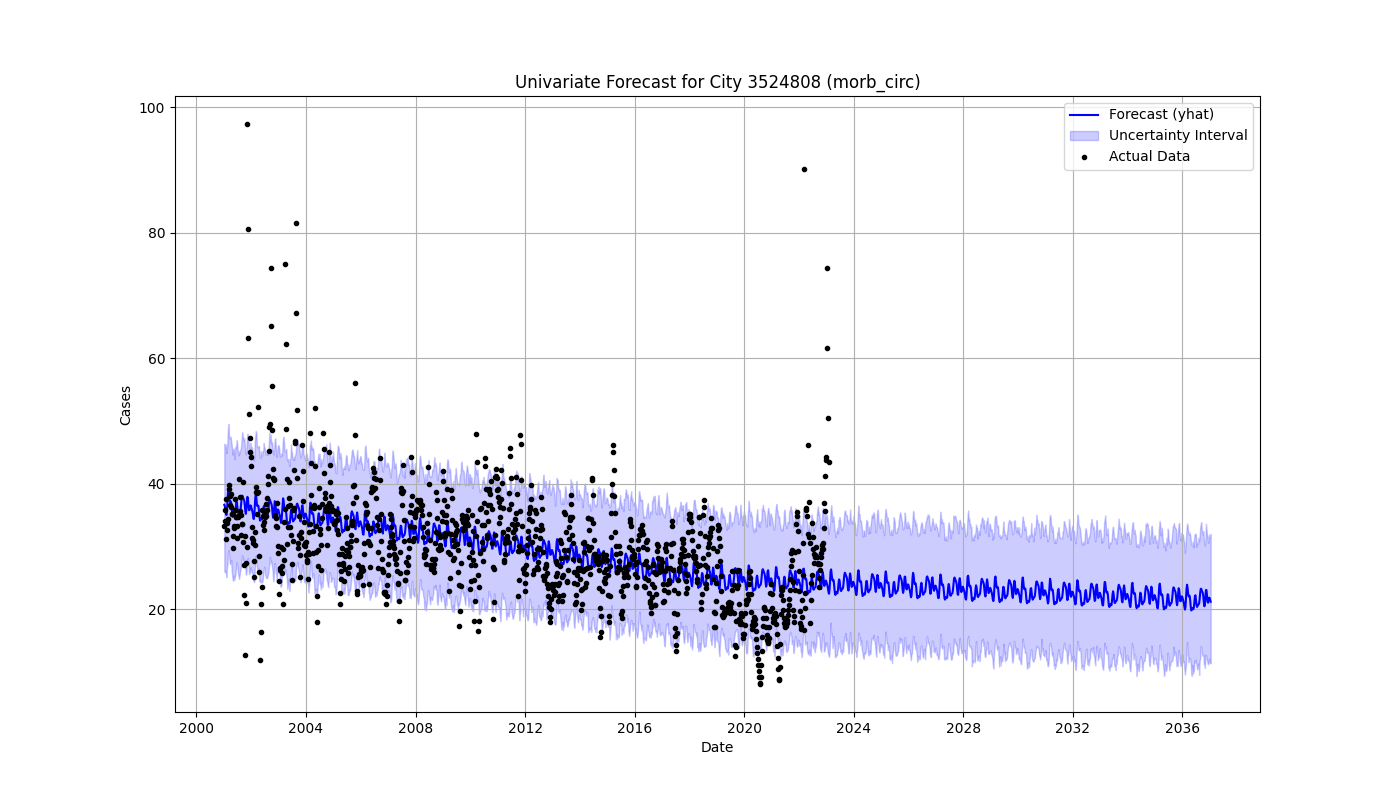 Univariate Forecast for City 3524808 (morb_circ)
Forecast (yhat)
Uncertainty Interval
Actual Data
Cases
100
80
60
40
20
2000 2004 2008 2012 2016 2020 2024 2028 2032 2036
Date